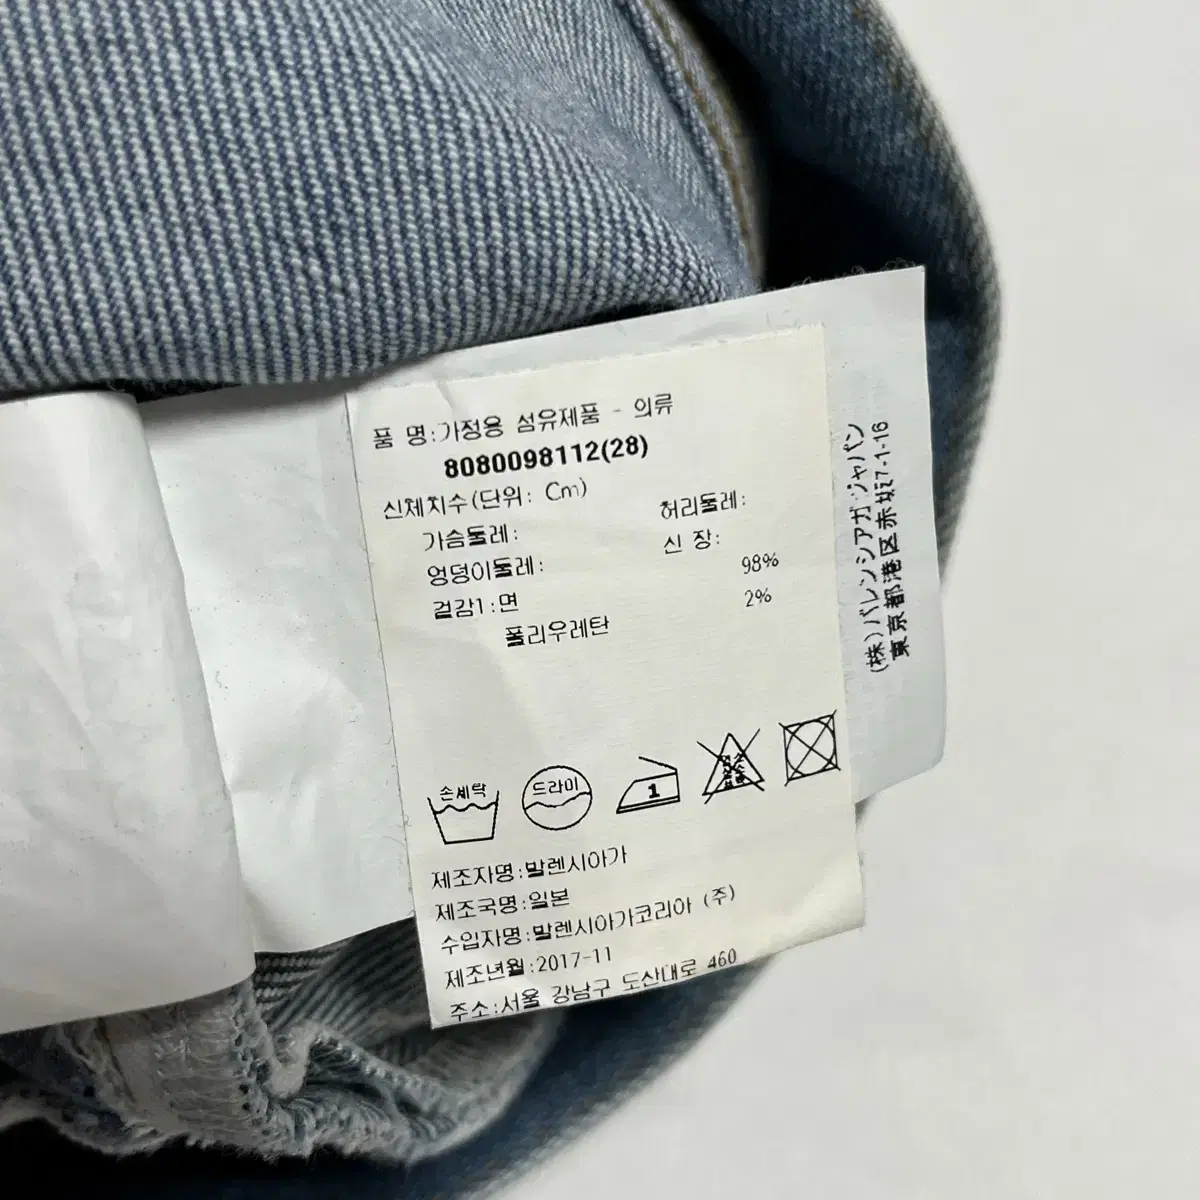 품 명:가정용 섬유제품 - 의류
8080098112(28)
신체치수(단위: Cm)
가슴둘레:
허리둘레:
엉덩이둘레:
신 장:
겉감1:면 98%
폴리우레탄 2%
손세탁
드라이
1
제조자명:발렌시아가
제조국명:일본
수입자명:발렌시아가코리아 (주)
제조년월:2017-11
주소:서울 강남구 도산대로 460
(株)バレンシアガジャパン
東京都港区赤坂7-1-16